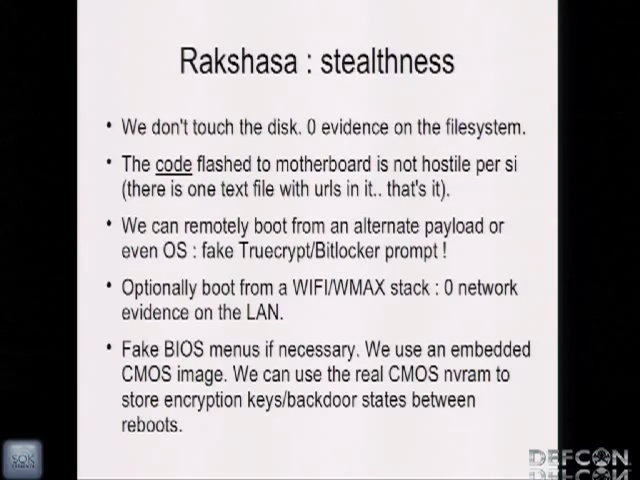 Rakshasa : stealthness
• We don't touch the disk. 0 evidence on the filesystem.
• The code flashed to motherboard is not hostile per si
(there is one text file with urls in it.. that's it).
• We can remotely boot from an alternate payload or
even OS : fake Truecrypt/Bitlocker prompt !
• Optionally boot from a WIFI/WMAX stack : 0 network
evidence on the LAN.
• Fake BIOS menus if necessary. We use an embedded
CMOS image. We can use the real CMOS nvram to
store encryption keys/backdoor states between
reboots.
SOK
DEFCON